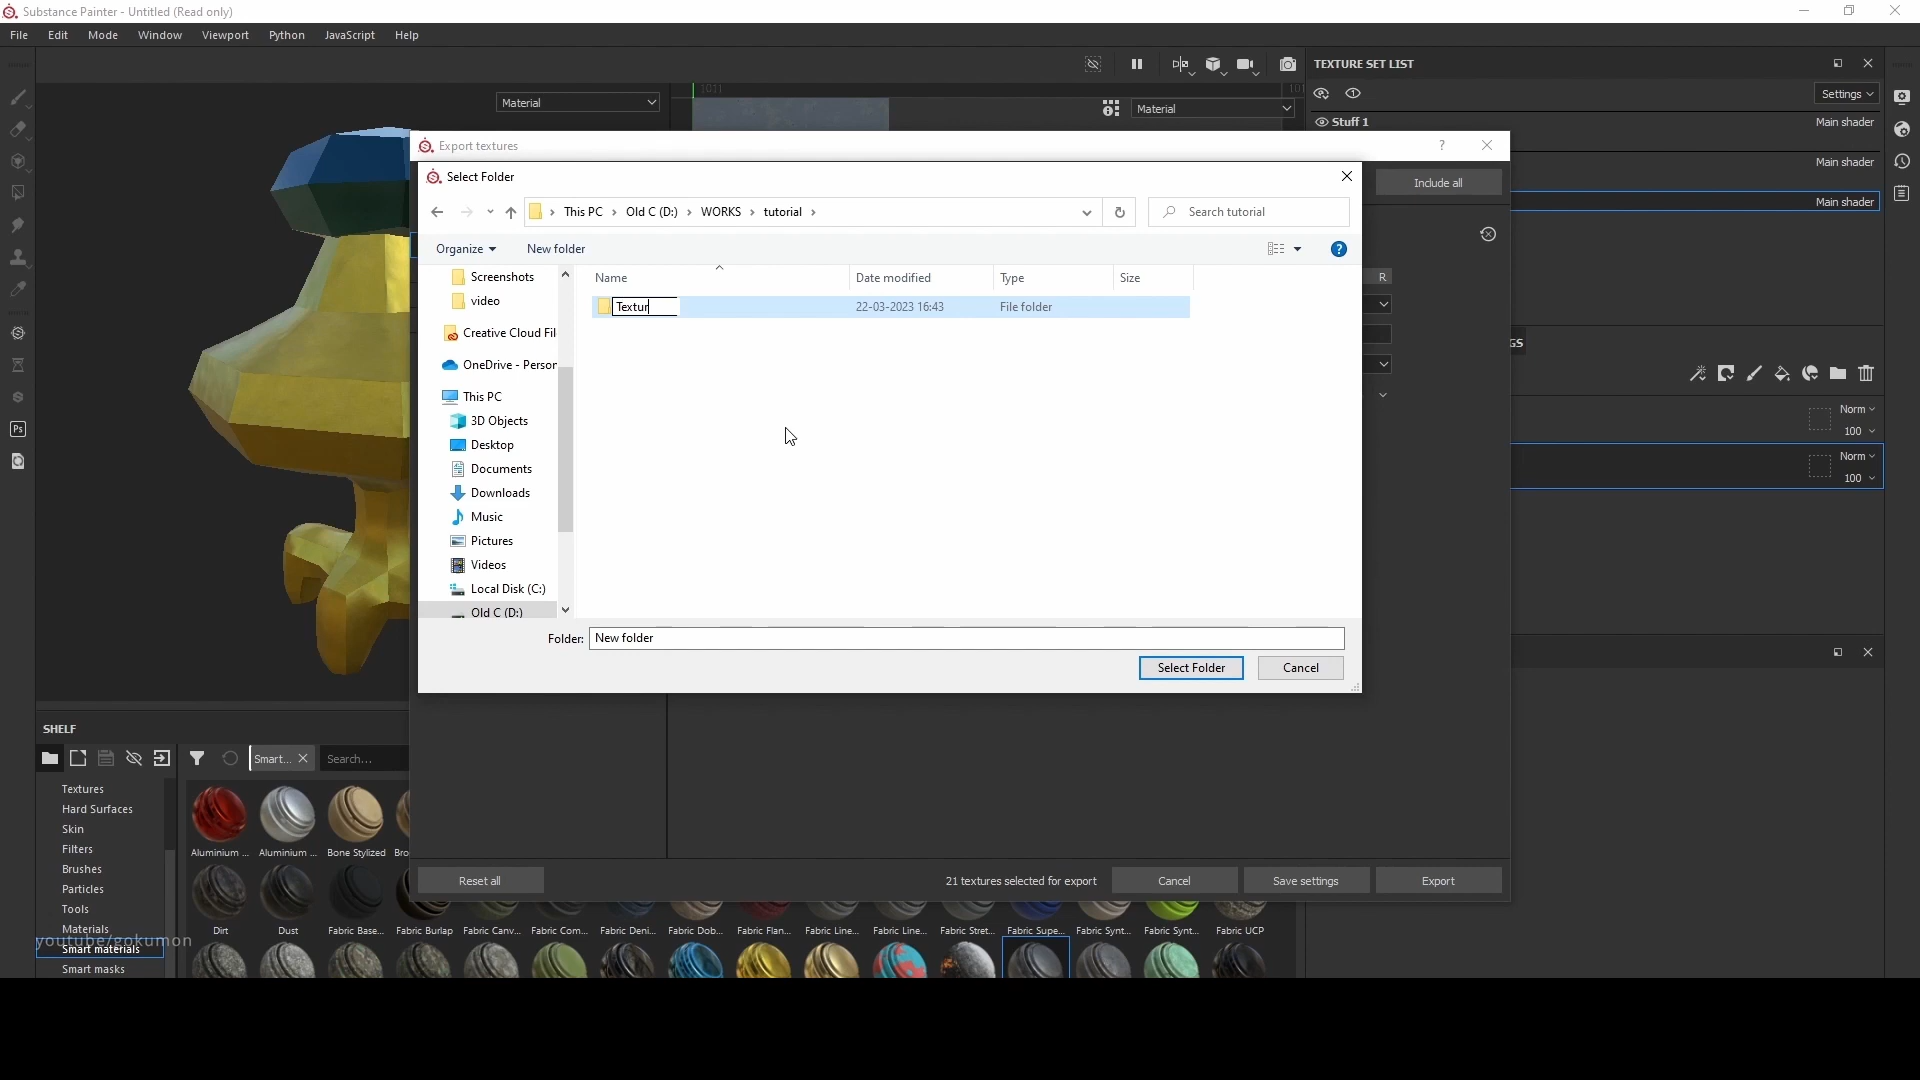 Substance Painter - Untitled (Read only)
File Edit Mode Window Viewport Python JavaScript Help
Material
Material
TEXTURE SET LIST
Settings
Stuff 1 Main shader
Main shader
Main shader
Export textures
?
Include all
Select Folder
This PC > Old C (D:) > WORKS > tutorial >
Search tutorial
Organize New folder
?
Name Date modified Type Size
Textur 22-03-2023 16:43 File folder
Screenshots
video
Creative Cloud Fil
OneDrive - Person
This PC
3D Objects
Desktop
Documents
Downloads
Music
Pictures
Videos
Local Disk (C:)
Old C (D:)
Folder: New folder
Select Folder Cancel
R
GS
Norm
100
Norm
100
Ps
SHELF
Smart...
Search...
Textures
Hard Surfaces
Skin
Filters
Brushes
Particles
Tools
Materials
Smart materials
Smart masks
youtube/gokumon
Aluminium ... Aluminium ... Bone Stylized Bro
Reset all 21 textures selected for export Cancel Save settings Export
Dirt Dust Fabric Base... Fabric Burlap Fabric Canv... Fabric Com... Fabric Deni... Fabric Dob... Fabric Flan... Fabric Line... Fabric Line... Fabric Stret... Fabric Supe... Fabric Synt... Fabric Synt... Fabric UCP